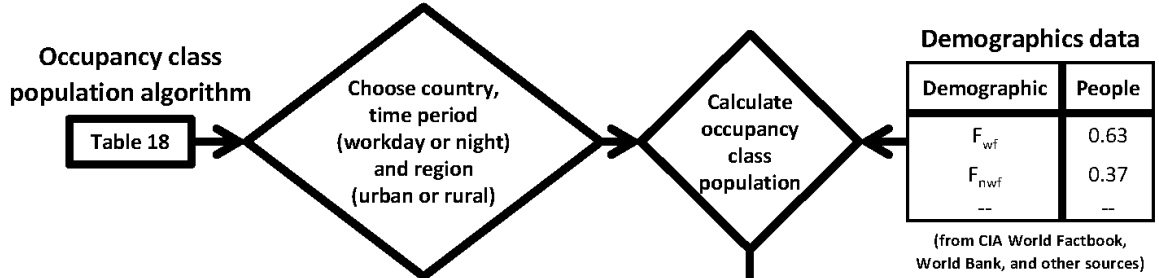 Occupancy class
population algorithm
Table 18
Choose country,
time period
(workday or night)
and region
(urban or rural)
Calculate
occupancy
class
population
Demographics data
Demographic People
Fwf 0.63
Fnwf 0.37
-- --
(from CIA World Factbook,
World Bank, and other sources)